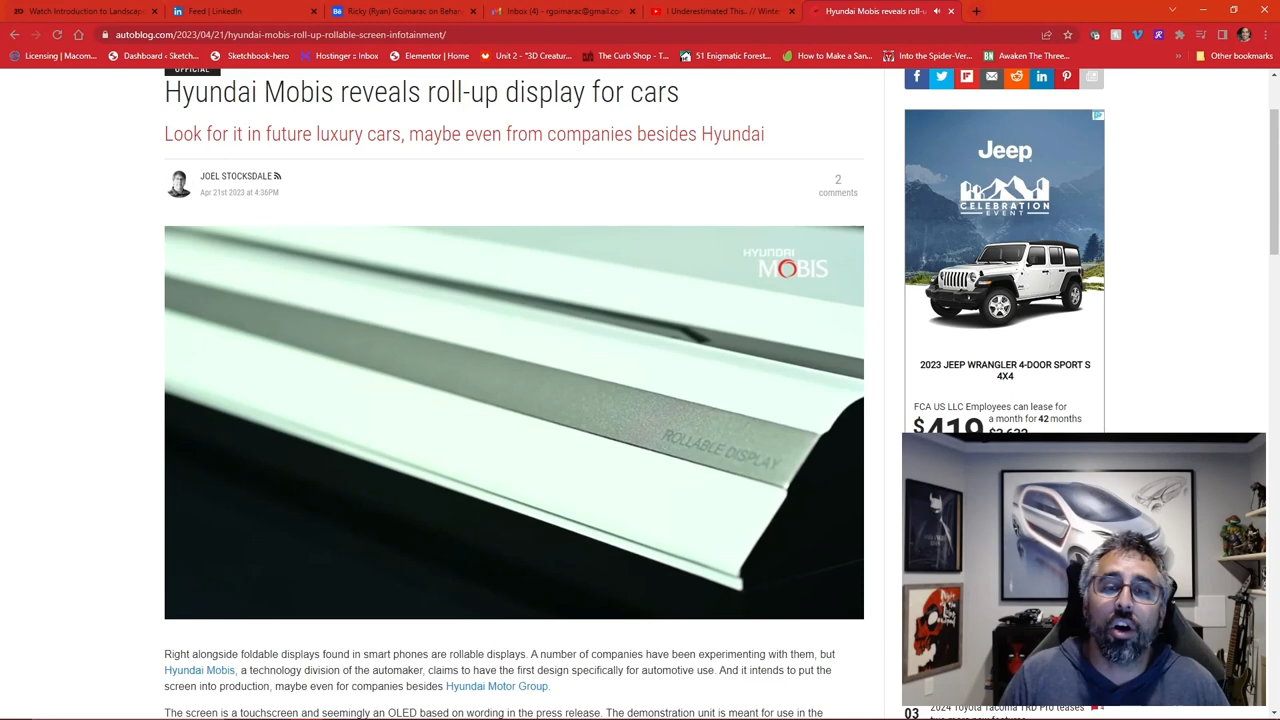 Watch Introduction to Landscap
Feed | LinkedIn
Ricky (Ryan) Goimarac on Behan
Inbox (4) - rgoimarac@gmail.co
I Underestimated This.. // Winte
Hyundai Mobis reveals roll-u
autoblog.com/2023/04/21/hyundai-mobis-roll-up-rollable-screen-infotainment/
Licensing | Macom...
Dashboard ‹ Sketch...
Sketchbook-hero
Hostinger :: Inbox
Elementor | Home
Unit 2 - "3D Creatur...
The Curb Shop - T...
51 Enigmatic Forest...
How to Make a San...
Into the Spider-Ver...
Awaken The Three...
»
Other bookmarks
OFFICIAL
Hyundai Mobis reveals roll-up display for cars
Look for it in future luxury cars, maybe even from companies besides Hyundai
JOEL STOCKSDALE
Apr 21st 2023 at 4:36PM
2
comments
HYUNDAI
MOBIS
ROLLABLE DISPLAY
Right alongside foldable displays found in smart phones are rollable displays. A number of companies have been experimenting with them, but
Hyundai Mobis, a technology division of the automaker, claims to have the first design specifically for automotive use. And it intends to put the
screen into production, maybe even for companies besides Hyundai Motor Group.
The screen is a touchscreen and seemingly an OLED based on wording in the press release. The demonstration unit is meant for use in the
Jeep
CELEBRATION
EVENT
2023 JEEP WRANGLER 4-DOOR SPORT S
4X4
FCA US LLC Employees can lease for
$419 a month for 42 months
03
2024 Toyota Tacoma TRD Pro teases